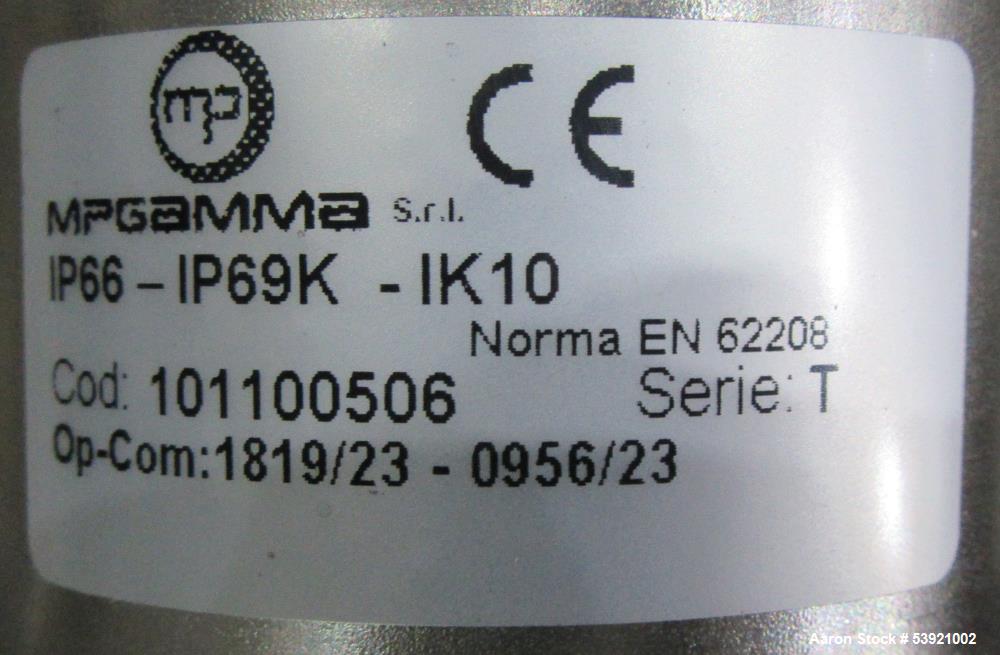 mp
CE
MPGAMMA S.r.l.
IP66 – IP69K - IK10
Norma EN 62208
Cod: 101100506 Serie: T
Op-Com:1819/23 - 0956/23
Aaron Stock # 53921002